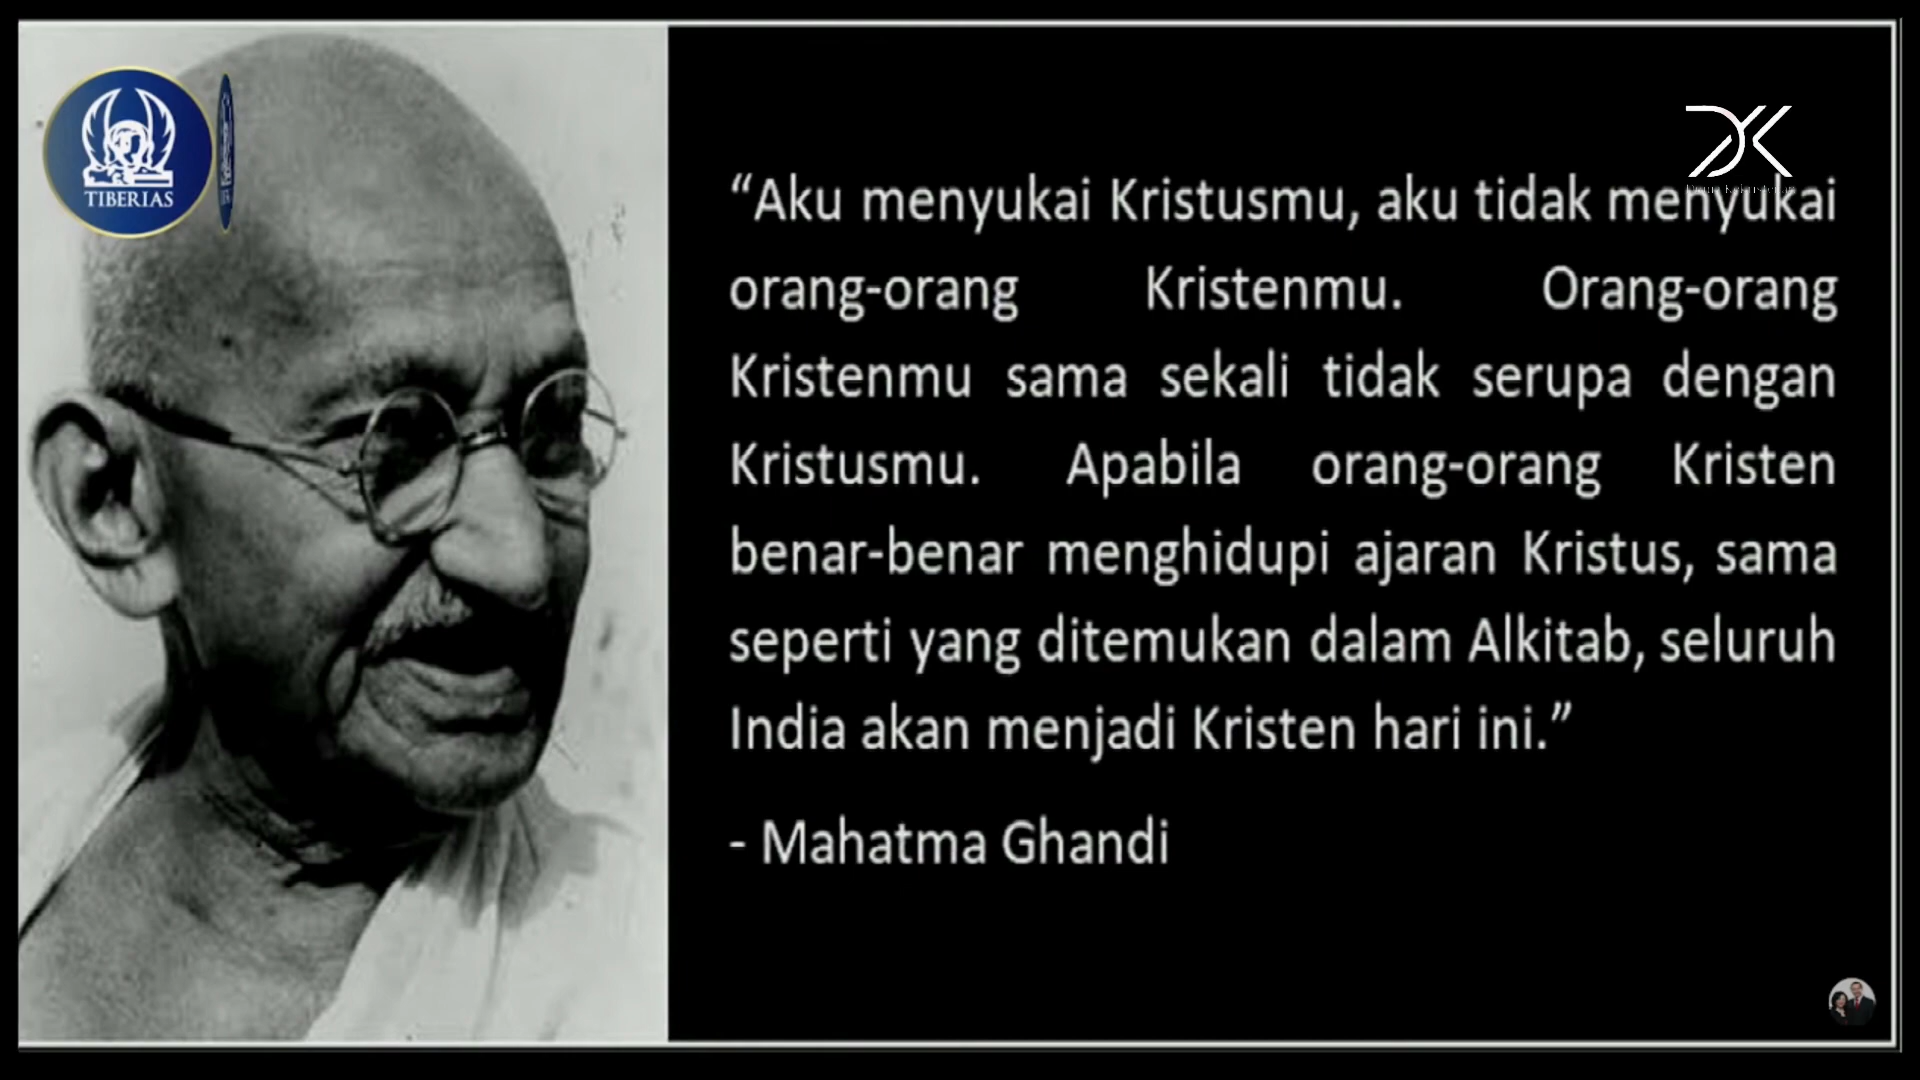 TIBERIAS
“Aku menyukai Kristusmu, aku tidak menyukai
orang-orang Kristenmu. Orang-orang
Kristenmu sama sekali tidak serupa dengan
Kristusmu. Apabila orang-orang Kristen
benar-benar menghidupi ajaran Kristus, sama
seperti yang ditemukan dalam Alkitab, seluruh
India akan menjadi Kristen hari ini.”
- Mahatma Ghandi